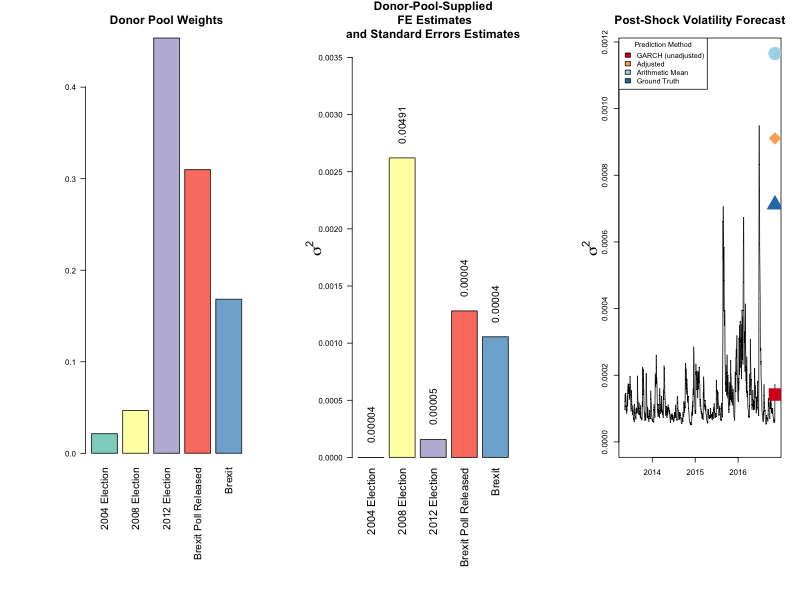 Donor Pool Weights
0.0
0.1
0.2
0.3
0.4
2004 Election
2008 Election
2012 Election
Brexit Poll Released
Brexit
Donor-Pool-Supplied
FE Estimates
and Standard Errors Estimates
σ2
0.0000
0.0005
0.0010
0.0015
0.0020
0.0025
0.0030
0.0035
0.00004
0.00491
0.00005
0.00004
0.00004
2004 Election
2008 Election
2012 Election
Brexit Poll Released
Brexit
Post-Shock Volatility Forecast
σ2
0.0000
0.0002
0.0004
0.0006
0.0008
0.0010
0.0012
Prediction Method
GARCH (unadjusted)
Adjusted
Arithmetic Mean
Ground Truth
2014
2015
2016